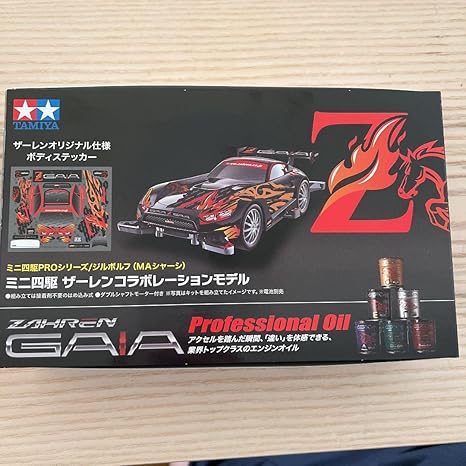 TAMIYA
ザーレンオリジナル仕様
ボディステッカー
Z GAIA
Z
ミニ四駆PROシリーズ/ジルボルフ（MAシャーシ）
ミニ四駆 ザーレンコラボレーションモデル
●組み立ては接着剤不要のはめ込み式 ●ダブルシャフトモーター付き ※写真はキットを組み立てたイメージです。※電池別売
ZAHREN
GAIA
Professional Oil
アクセルを踏んだ瞬間、「違い」を体感できる、
業界トップクラスのエンジンオイル